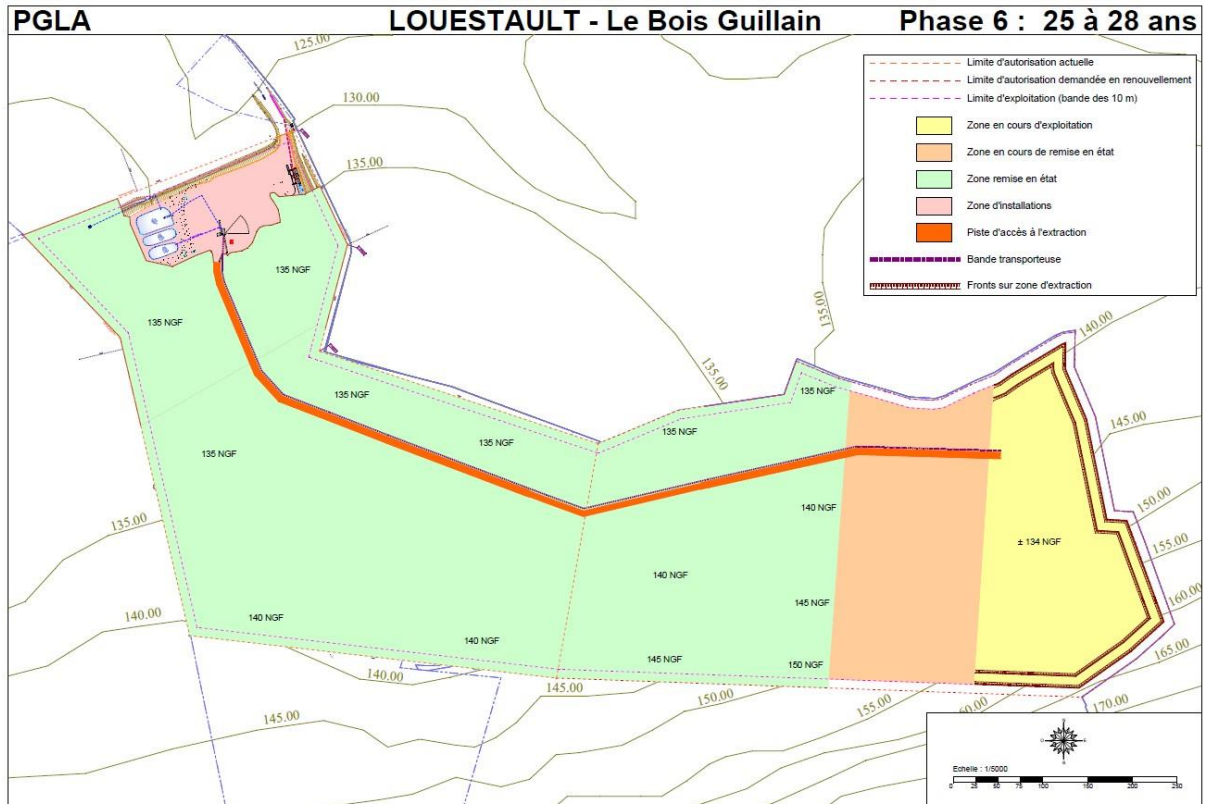 PGLA LOUESTAULT - Le Bois Guillain Phase 6 : 25 à 28 ans
Limite d'autorisation actuelle
Limite d'autorisation demandée en renouvellement
Limite d'exploitation (bande des 10 m)
Zone en cours d'exploitation
Zone en cours de remise en état
Zone remise en état
Zone d'installations
Piste d'accès à l'extraction
Bande transporteuse
Fronts sur zone d'extraction
125.00
130.00
135.00
135 NGF
135 NGF
135.00
135.00
140.00
135 NGF
135 NGF
135 NGF
135 NGF
135 NGF
145.00
150.00
155.00
160.00
165.00
170.00
± 134 NGF
140 NGF
140 NGF
145 NGF
135.00
140.00
140 NGF
140 NGF
145 NGF
150 NGF
140.00
145.00
145.00
150.00
155.00
160.00
Echelle : 1/5000
0 25 50 75 100 150 200 250